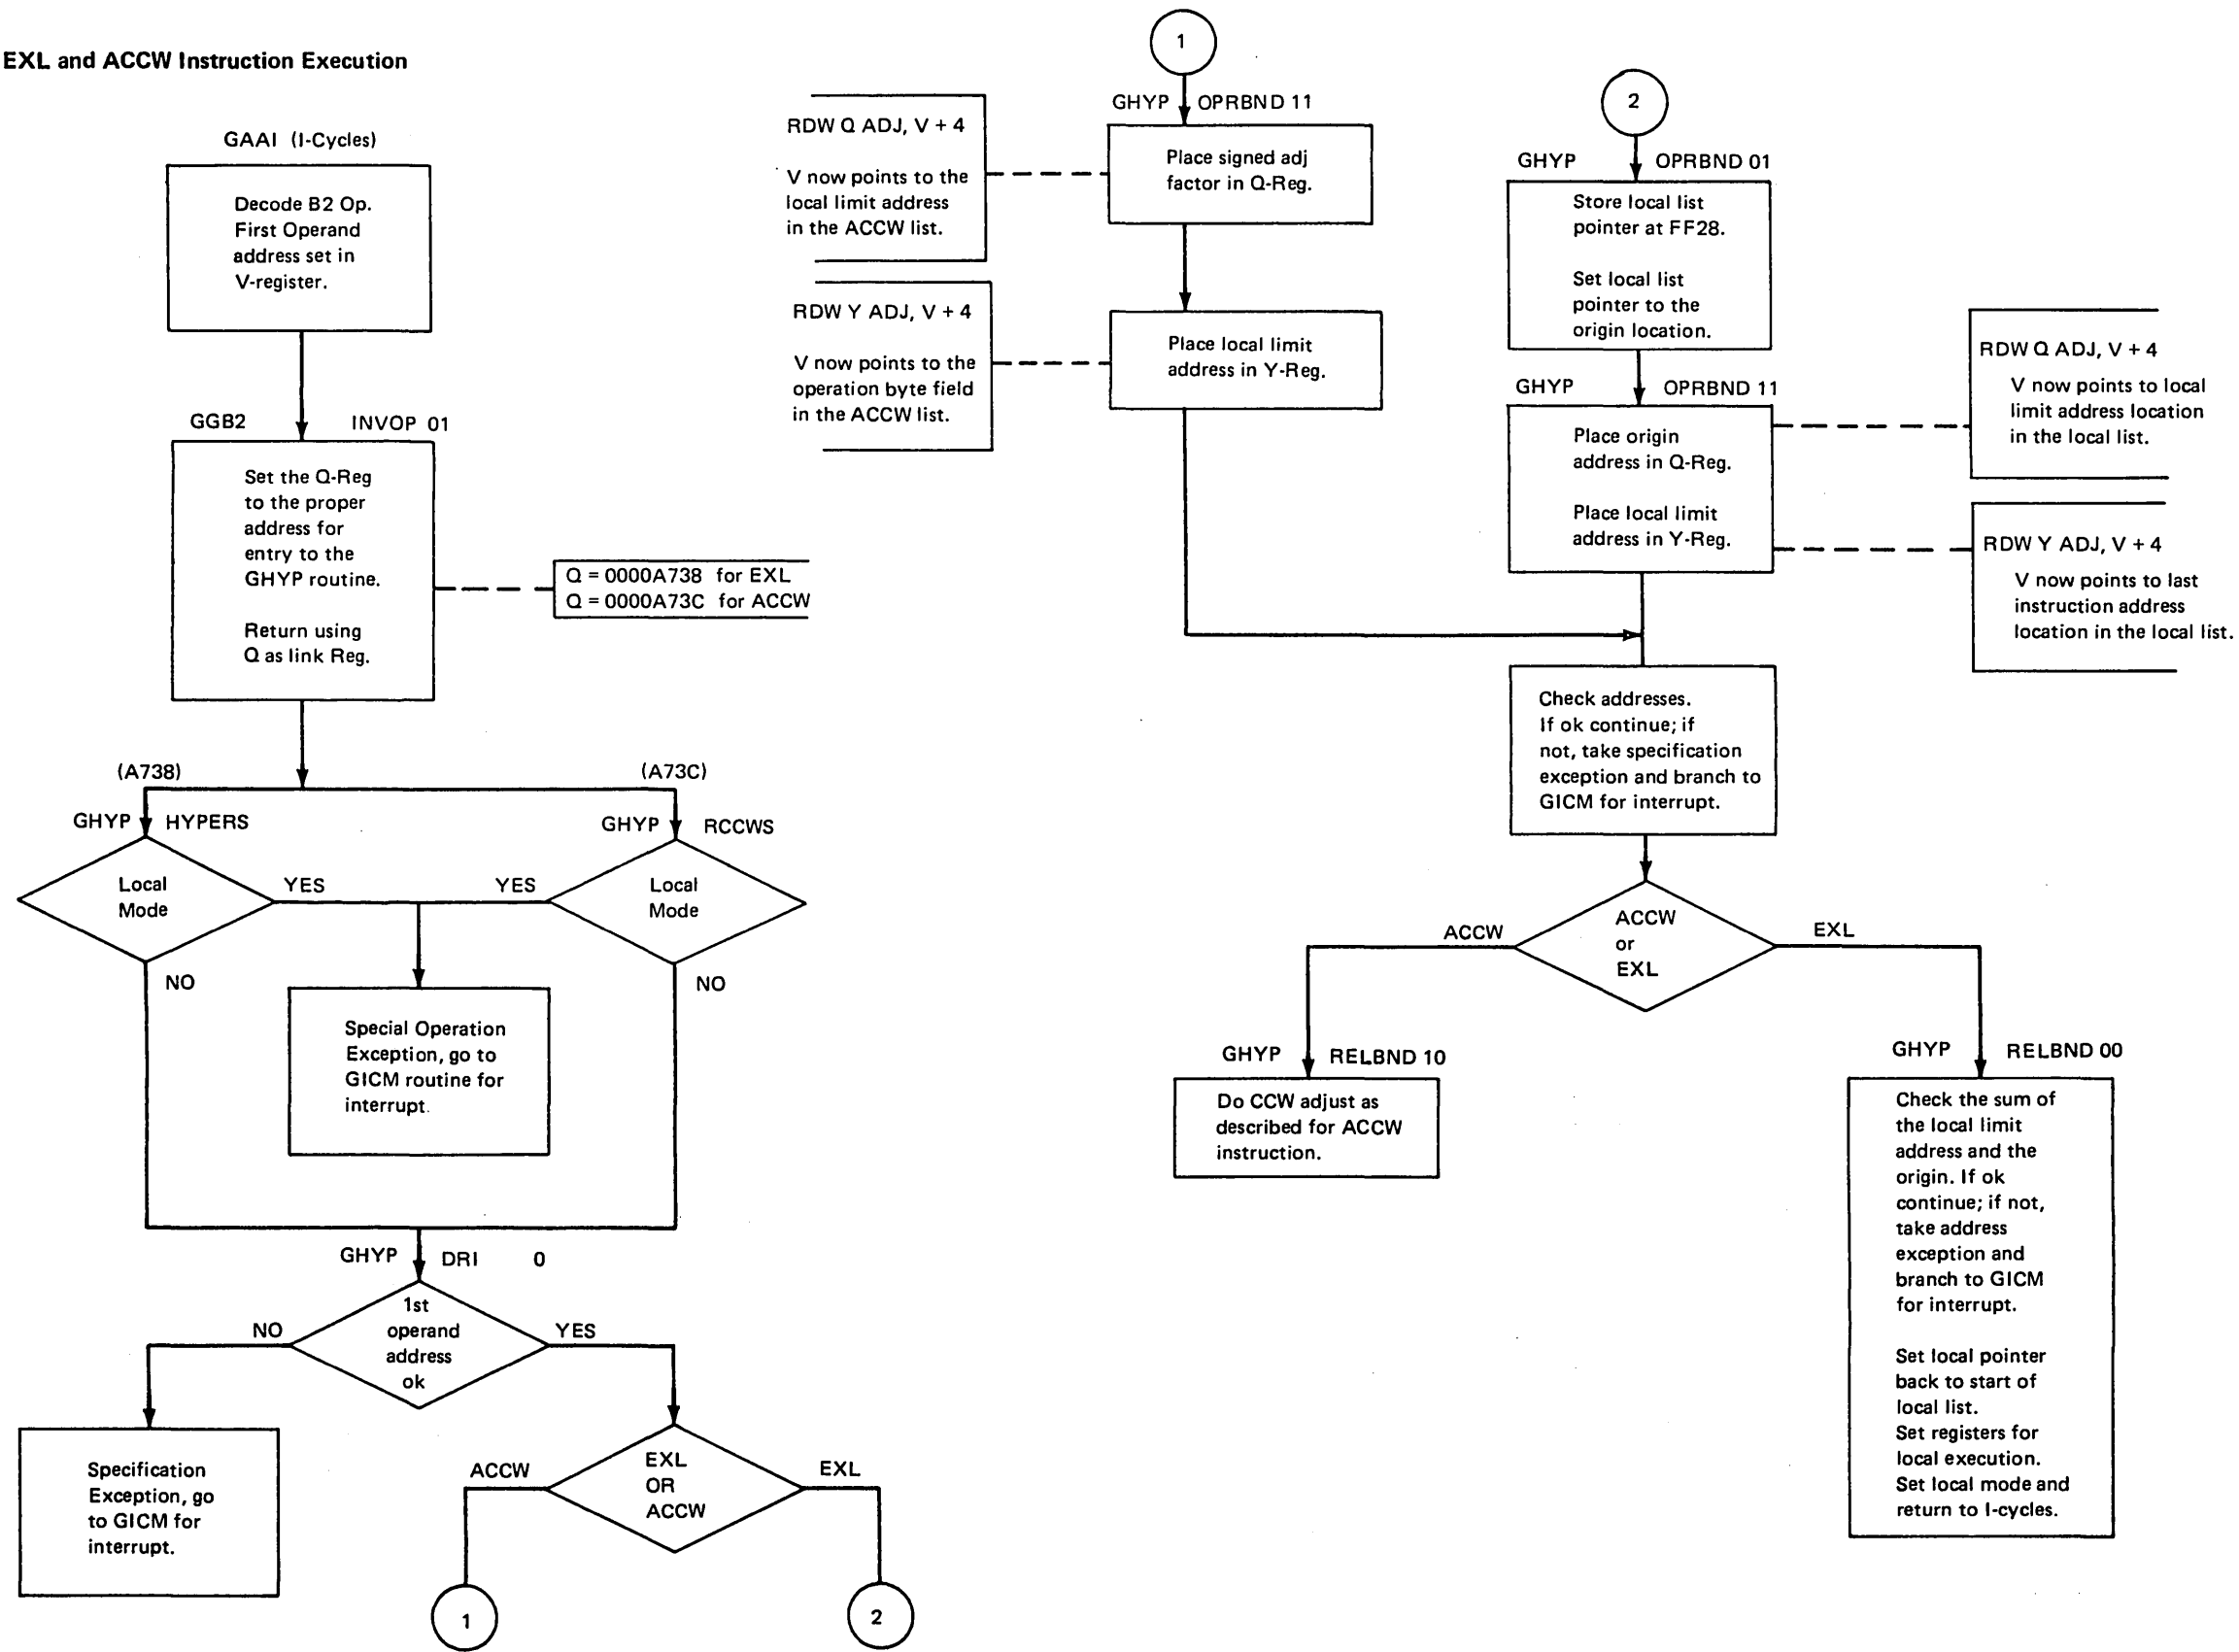 EXL and ACCW Instruction Execution
GAAI (I-Cycles)
Decode B2 Op.
First Operand
address set in
V-register.
GGB2 INVOP 01
Set the Q-Reg
to the proper
address for
entry to the
GHYP routine.
Return using
Q as link Reg.
Q = 0000A738 for EXL
Q = 0000A73C for ACCW
(A738) (A73C)
GHYP HYPERS
GHYP RCCWS
Local
Mode
YES
YES
Local
Mode
NO
NO
Special Operation
Exception, go to
GICM routine for
interrupt.
GHYP DRI 0
1st
operand
address
ok
NO
YES
Specification
Exception, go
to GICM for
interrupt.
EXL
OR
ACCW
ACCW
EXL
1
2
1
GHYP OPRBND 11
RDW Q ADJ, V + 4
V now points to the
local limit address
in the ACCW list.
Place signed adj
factor in Q-Reg.
RDW Y ADJ, V + 4
V now points to the
operation byte field
in the ACCW list.
Place local limit
address in Y-Reg.
2
GHYP OPRBND 01
Store local list
pointer at FF28.
Set local list
pointer to the
origin location.
GHYP OPRBND 11
Place origin
address in Q-Reg.
Place local limit
address in Y-Reg.
RDW Q ADJ, V + 4
V now points to local
limit address location
in the local list.
RDW Y ADJ, V + 4
V now points to last
instruction address
location in the local list.
Check addresses.
If ok continue; if
not, take specification
exception and branch to
GICM for interrupt.
ACCW
or
EXL
ACCW
EXL
GHYP RELBND 10
Do CCW adjust as
described for ACCW
instruction.
GHYP RELBND 00
Check the sum of
the local limit
address and the
origin. If ok
continue; if not,
take address
exception and
branch to GICM
for interrupt.
Set local pointer
back to start of
local list.
Set registers for
local execution.
Set local mode and
return to I-cycles.